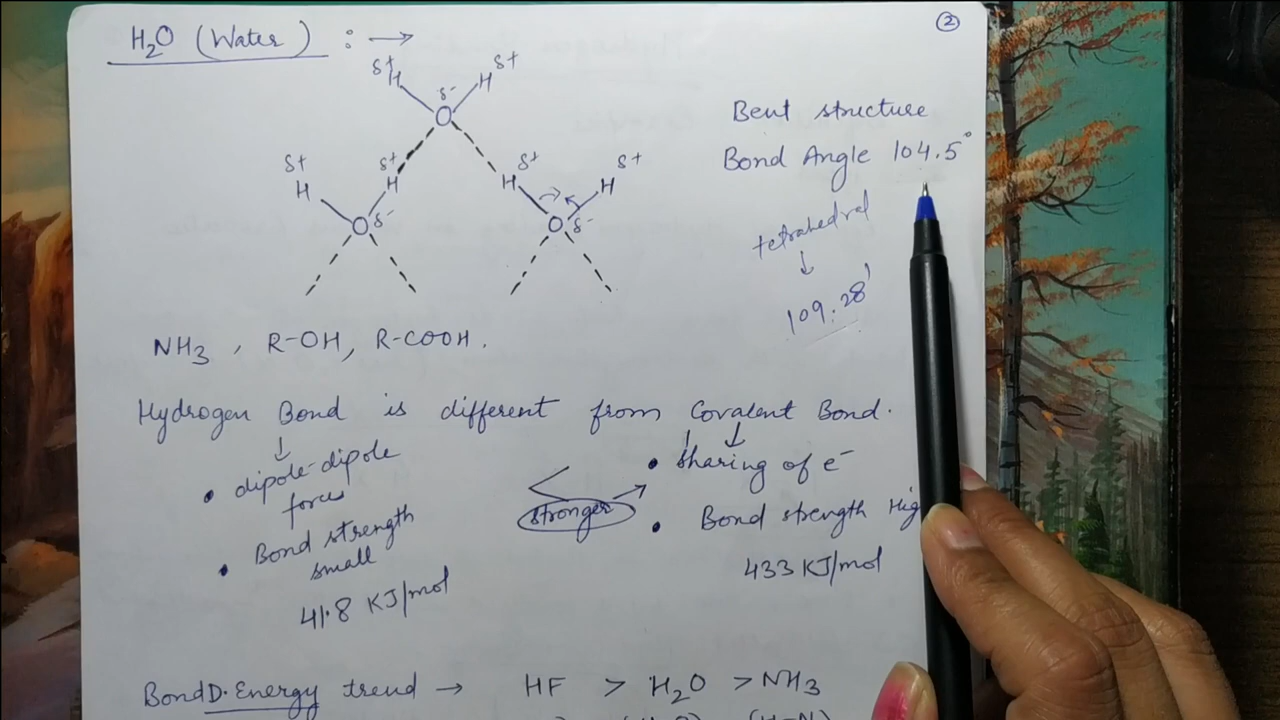 ②
H₂O (Water) : →
δ+ H δ- H δ+
O
δ+ δ+ δ+ δ+
H H H H
O δ- O δ-
Bent structure
Bond Angle 104.5°
tetrahedral
↓
109.28'
NH₃ , R-OH, R-COOH.
Hydrogen Bond is different from Covalent Bond.
• dipole-dipole
forces
• Bond strength
small
41.8 KJ/mol
< stronger →
• sharing of e⁻
• Bond strength Hig
433 KJ/mol
Bond D. Energy trend → HF > H₂O > NH₃
(H-N)